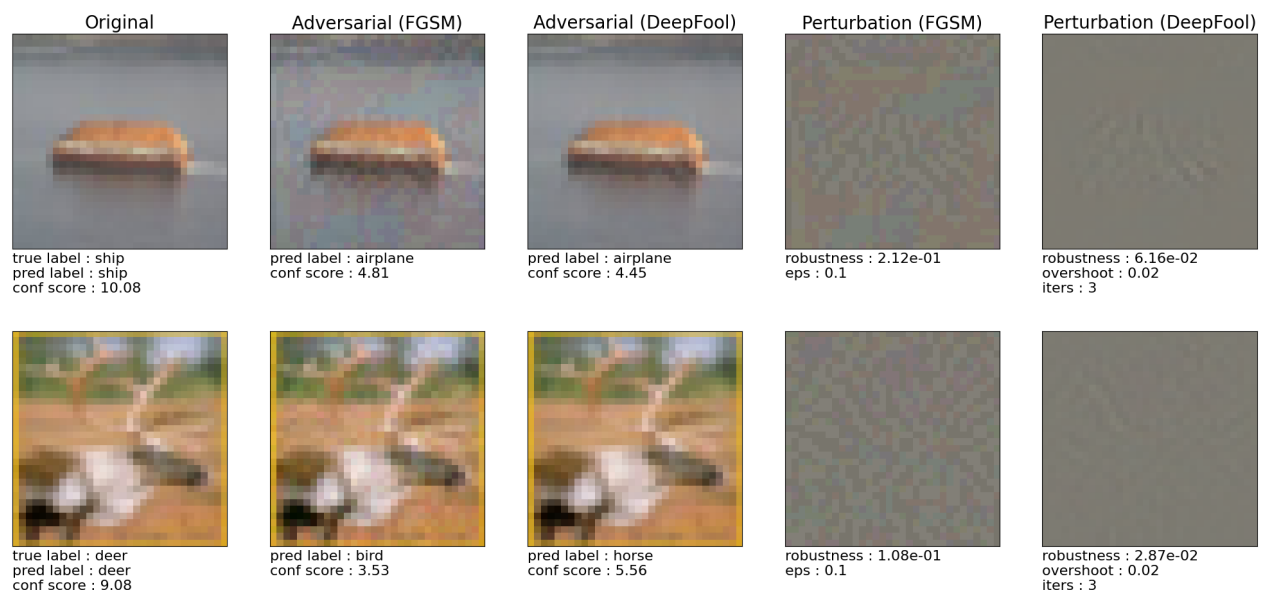 Original
Adversarial (FGSM)
Adversarial (DeepFool)
Perturbation (FGSM)
Perturbation (DeepFool)
true label : ship
pred label : ship
conf score : 10.08
pred label : airplane
conf score : 4.81
pred label : airplane
conf score : 4.45
robustness : 2.12e-01
eps : 0.1
robustness : 6.16e-02
overshoot : 0.02
iters : 3
true label : deer
pred label : deer
conf score : 9.08
pred label : bird
conf score : 3.53
pred label : horse
conf score : 5.56
robustness : 1.08e-01
eps : 0.1
robustness : 2.87e-02
overshoot : 0.02
iters : 3